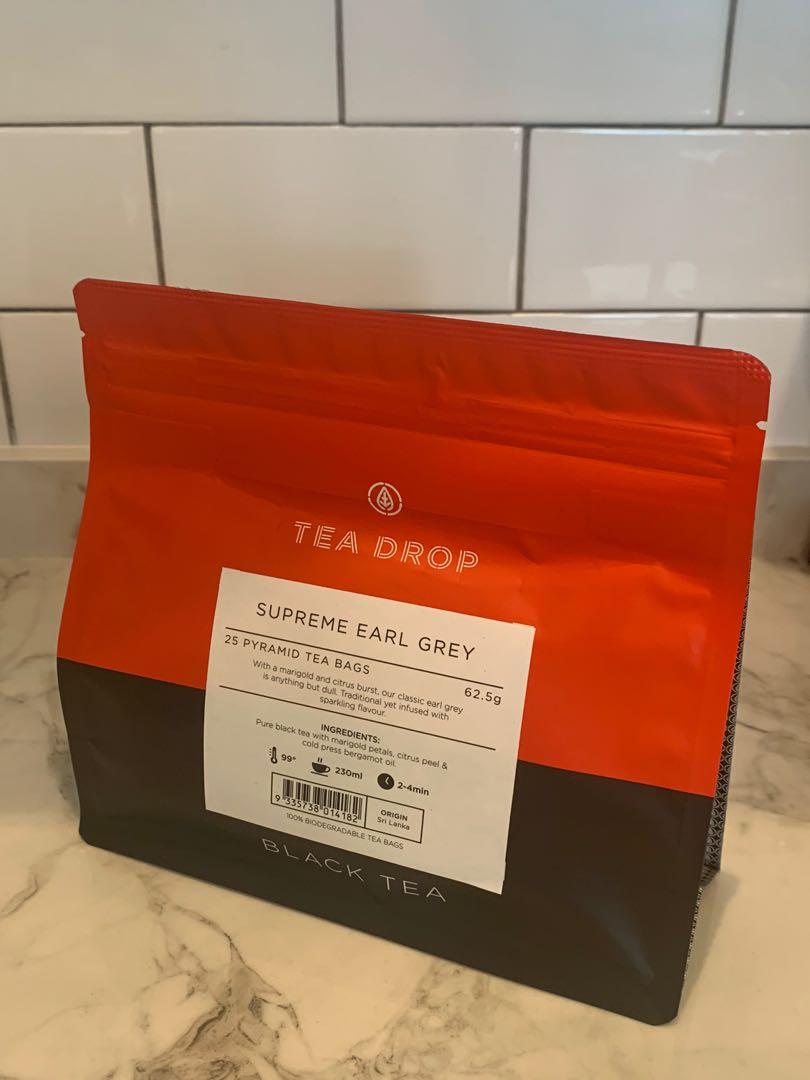 TEA DROP
SUPREME EARL GREY
25 PYRAMID TEA BAGS
62.5g
With a marigold and citrus burst, our classic earl grey
is anything but dull. Traditional yet infused with
sparkling flavour.
INGREDIENTS:
Pure black tea with marigold petals, citrus peel &
cold press bergamot oil.
99° 230ml 2-4min
9 335738 014182
ORIGIN
Sri Lanka
100% BIODEGRADABLE TEA BAGS
BLACK TEA